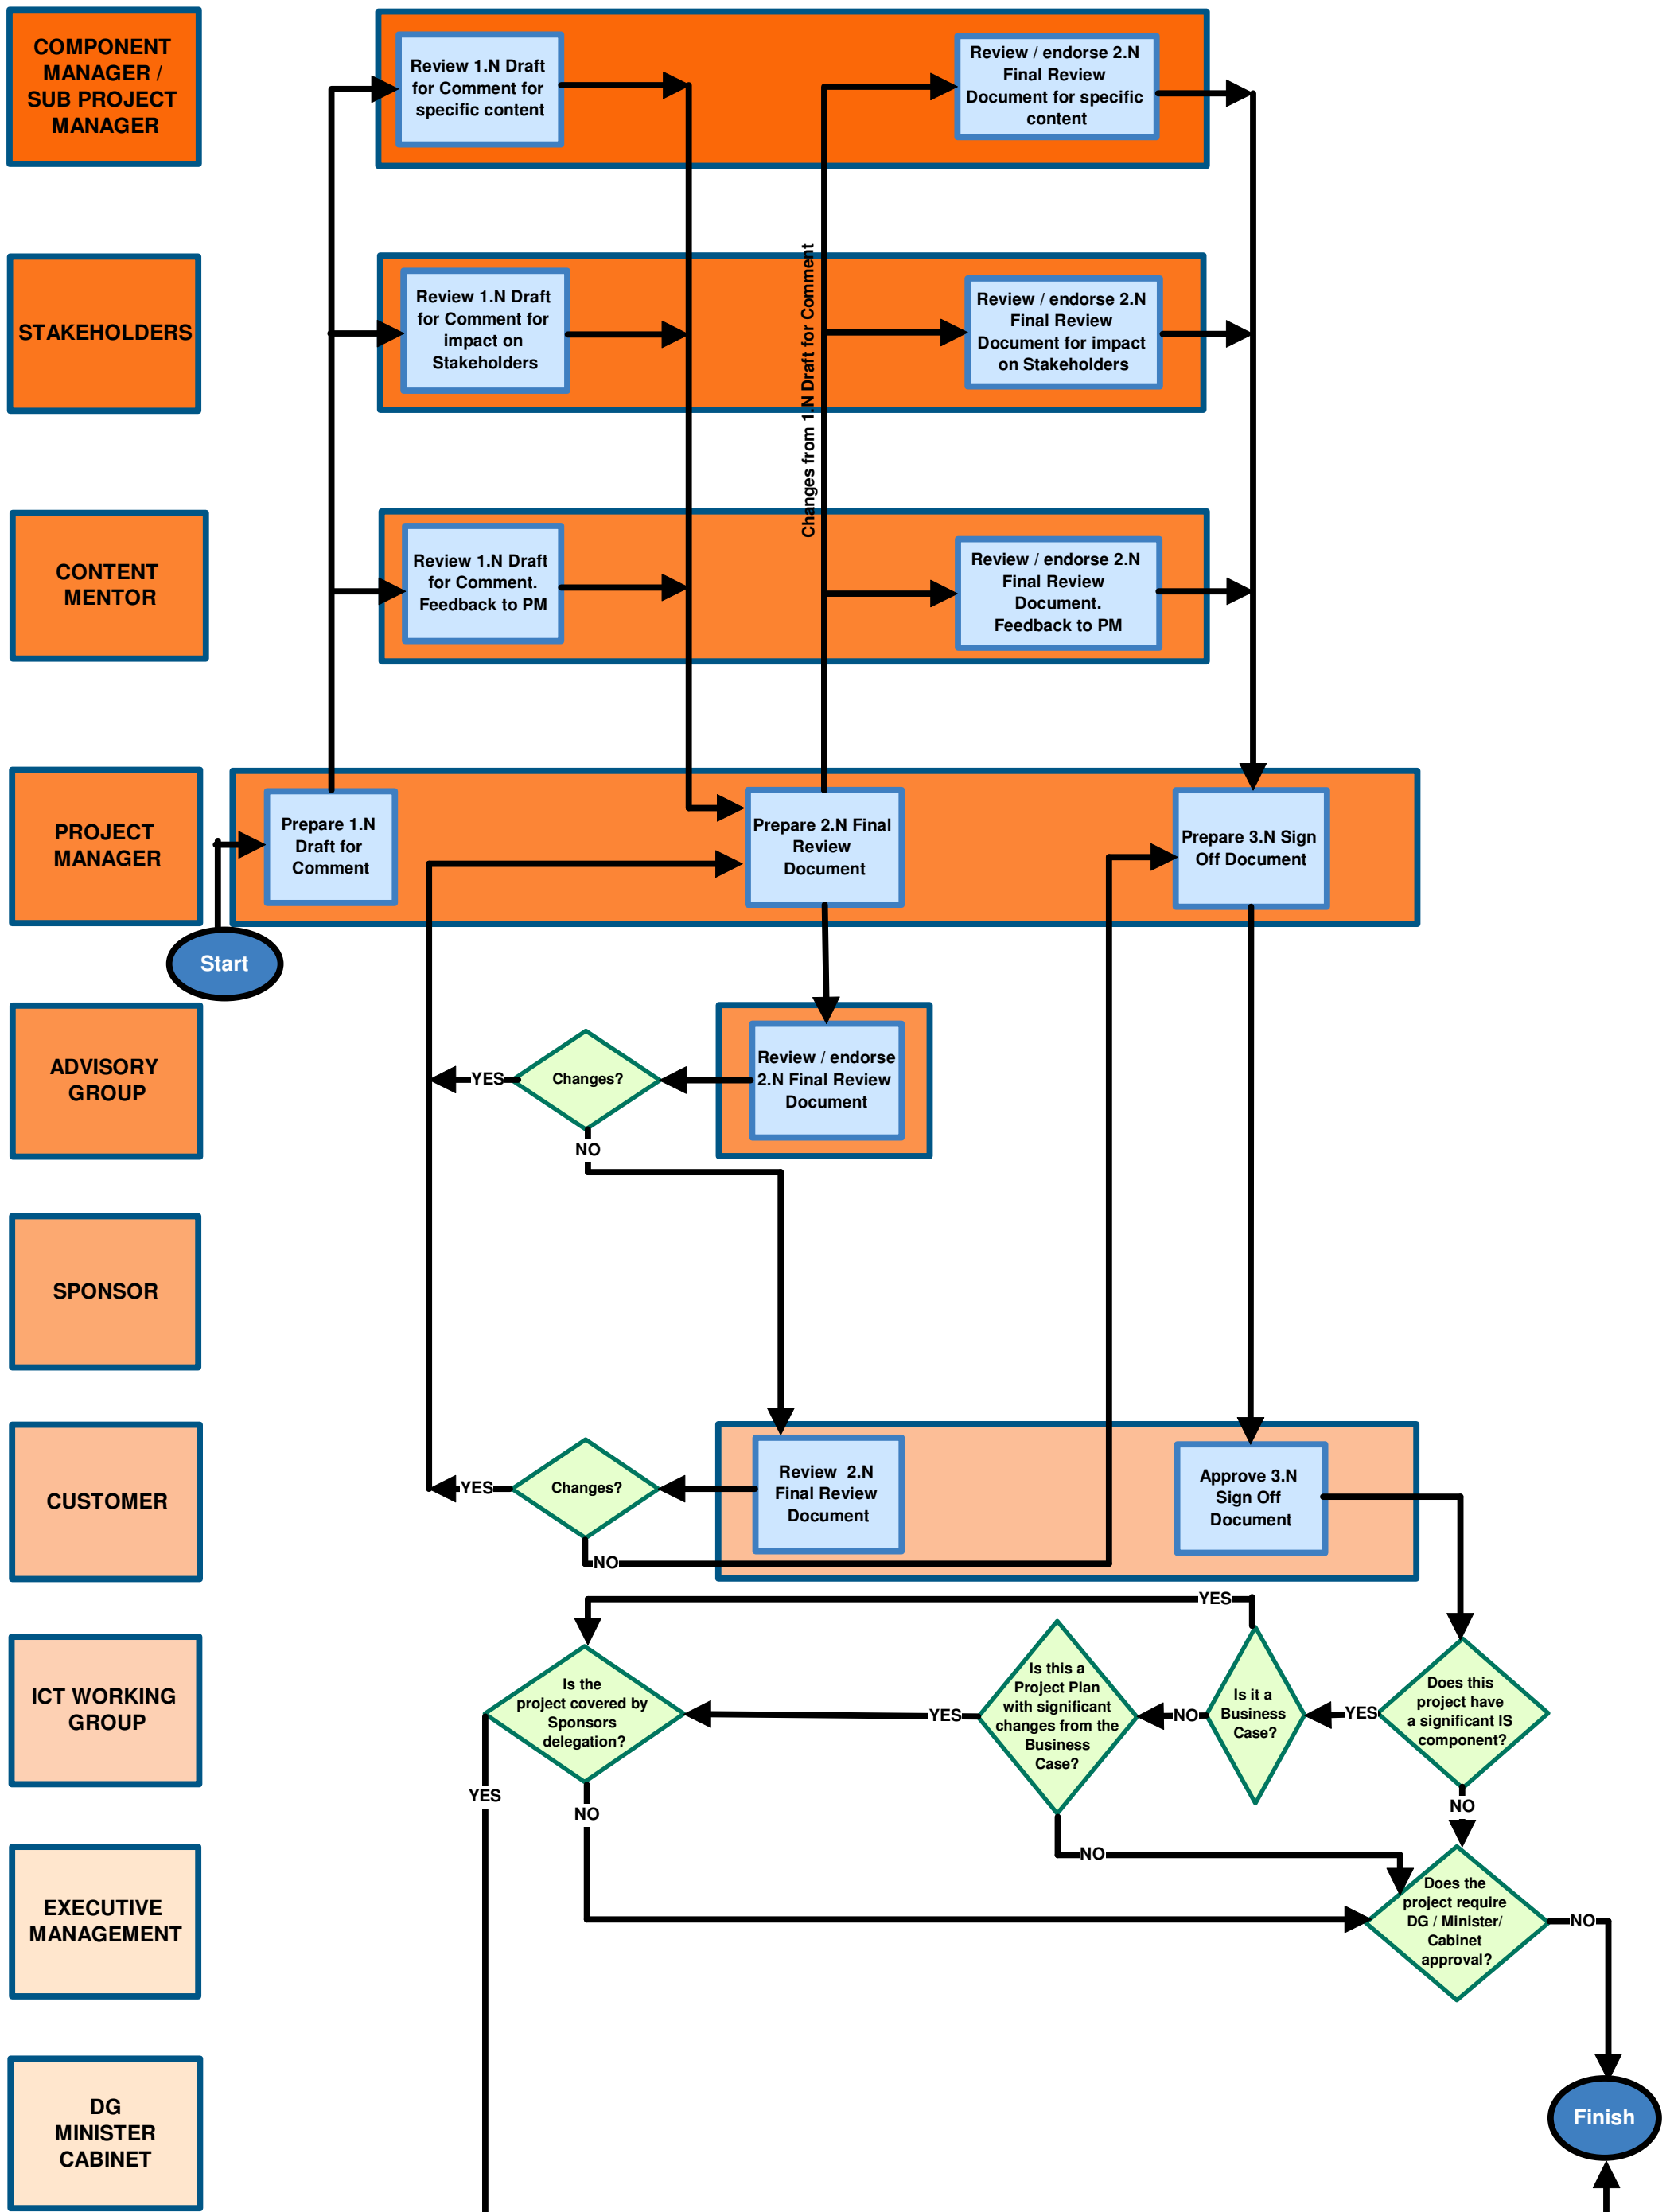 COMPONENT
MANAGER /
SUB PROJECT
MANAGER
Review 1.N Draft
for Comment for
specific content
Review / endorse 2.N
Final Review
Document for specific
content
STAKEHOLDERS
Review 1.N Draft
for Comment for
impact on
Stakeholders
Changes from 1.N Draft for Comment
Review / endorse 2.N
Final Review
Document for impact
on Stakeholders
CONTENT
MENTOR
Review 1.N Draft
for Comment.
Feedback to PM
Review / endorse 2.N
Final Review
Document.
Feedback to PM
PROJECT
MANAGER
Prepare 1.N
Draft for
Comment
Prepare 2.N Final
Review
Document
Prepare 3.N Sign
Off Document
Start
ADVISORY
GROUP
YES
Changes?
Review / endorse
2.N Final Review
Document
NO
SPONSOR
CUSTOMER
YES
Changes?
Review 2.N
Final Review
Document
Approve 3.N
Sign Off
Document
NO
YES
ICT WORKING
GROUP
Is the
project covered by
Sponsors
delegation?
YES
Is this a
Project Plan
with significant
changes from the
Business
Case?
NO
Is it a
Business
Case?
YES
Does this
project have
a significant IS
component?
YES
NO
NO
NO
EXECUTIVE
MANAGEMENT
Does the
project require
DG / Minister/
Cabinet
approval?
NO
DG
MINISTER
CABINET
Finish